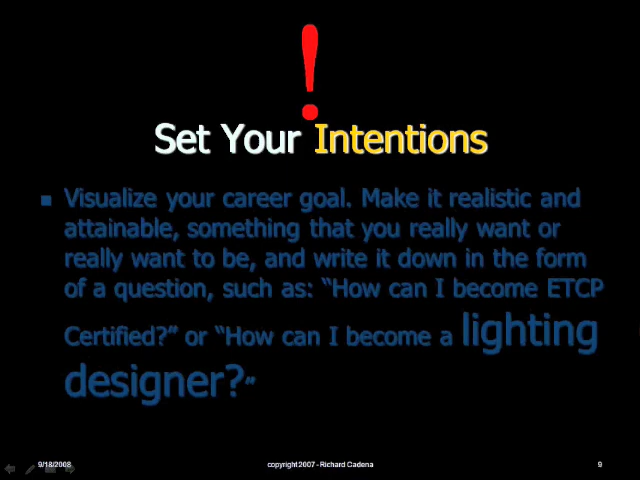 !
Set Your Intentions
Visualize your career goal. Make it realistic and
attainable, something that you really want or
really want to be, and write it down in the form
of a question, such as: “How can I become ETCP
Certified?” or “How can I become a lighting
designer?”
9/18/2008 copyright 2007 - Richard Cadena 9